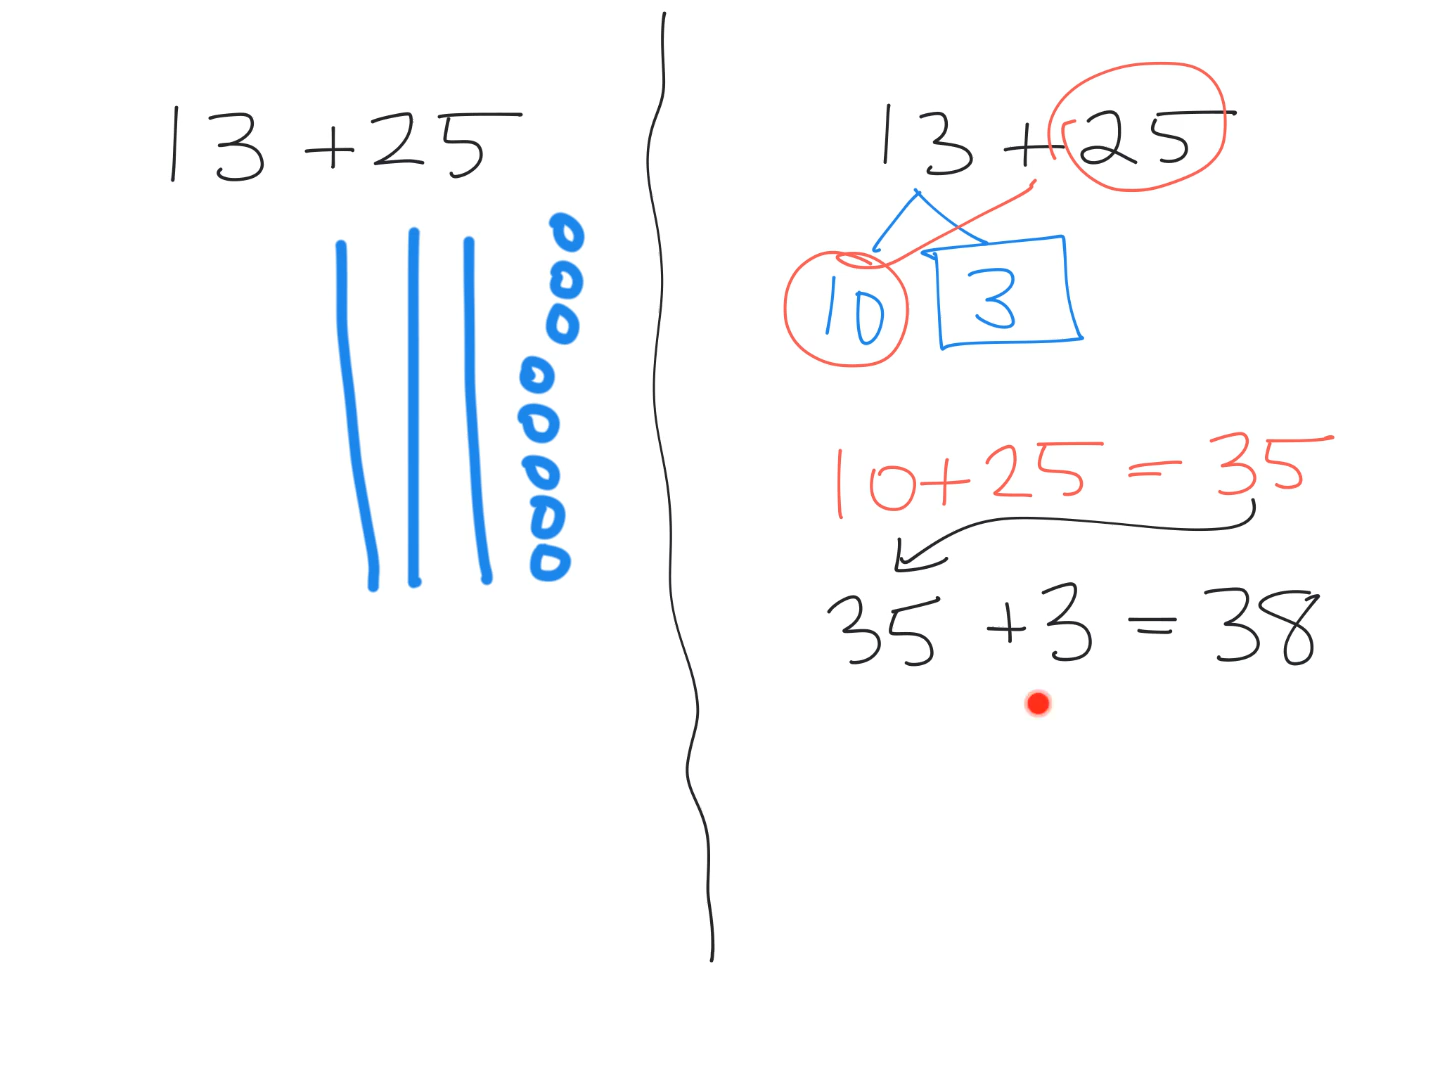 13 + 25
13 + 25
10 3
10 + 25 = 35
35 + 3 = 38